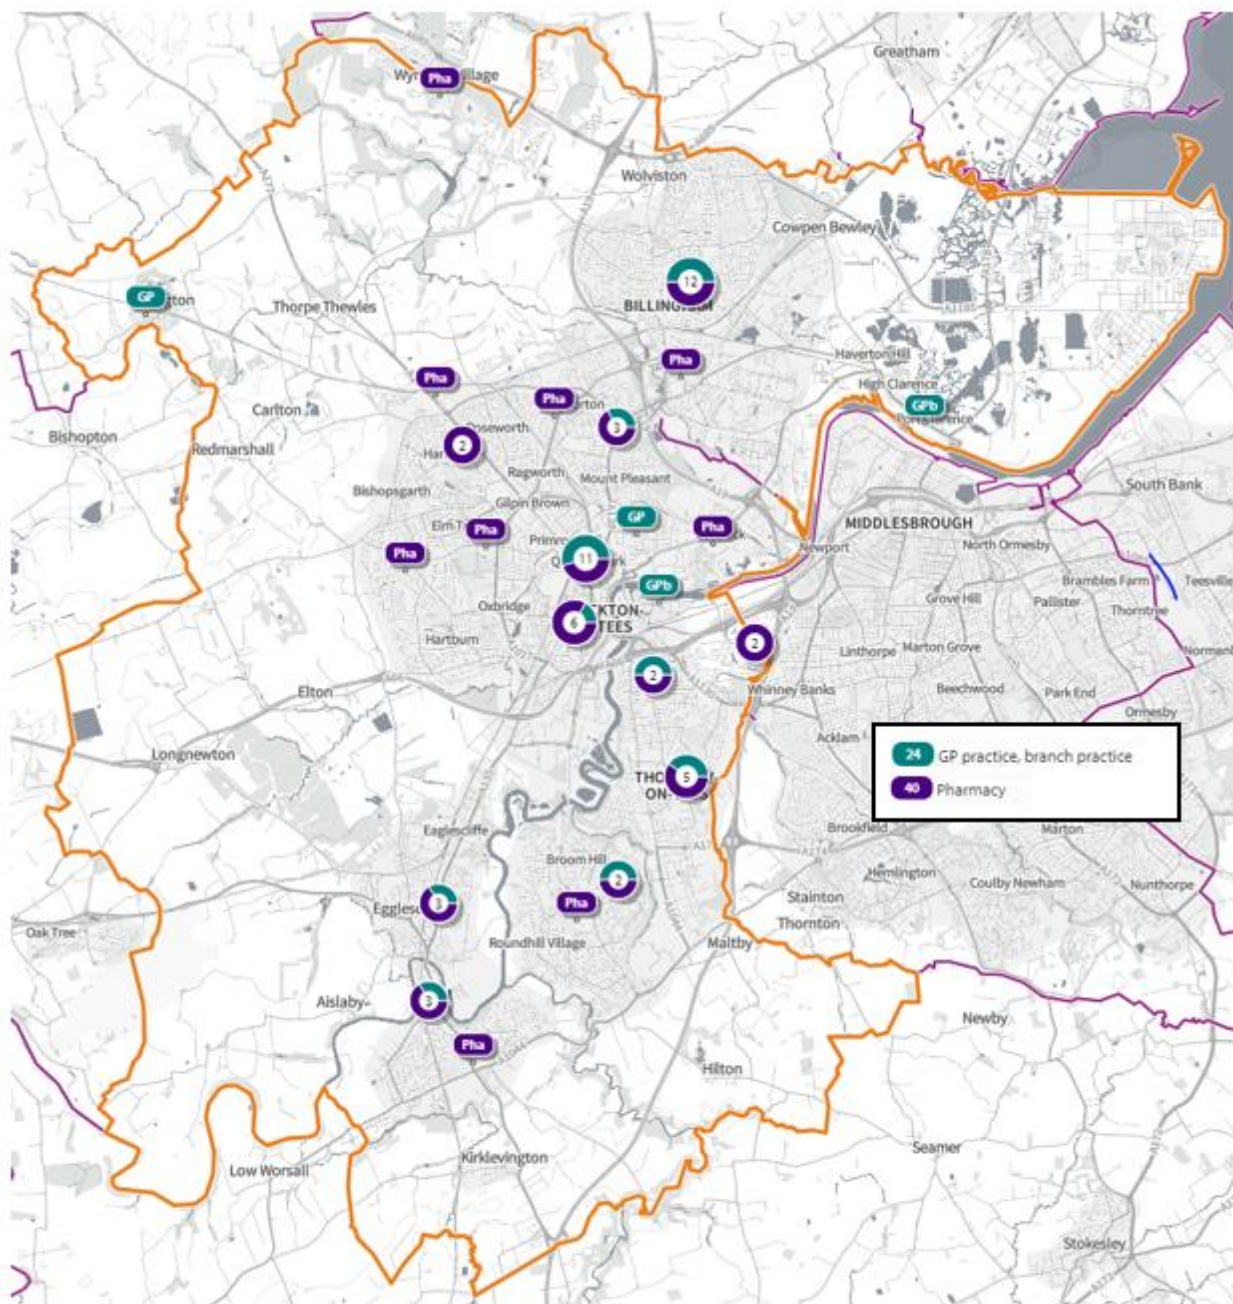 Greatham
Pha
Wolviston
Cowpen Bewley
GP
Thorpe Thewles
12
Haverton Hill
Pha
High Clarence
Pha
Pha
GPb
Carlton
3
Bishopton
Redmarshall
2
Ragworth
Mount Pleasant
Bishopsgarth
Gilpin Brown
South Bank
GP
Pha
MIDDLESBROUGH
Pha
Newport
North Ormesby
Pha
11
Brambles Farm
GPb
Grove Hill
Pallister
Thorntree
Oxbridge
6
Hartburn
2
Linthorpe
Marton Grove
2
Whinney Banks
Beechwood
Park End
Elton
Ormesby
Acklam
Longnewton
24 GP practice, branch practice
5
40 Pharmacy
Eaglescliffe
Brookfield
Marton
Broom Hill
A174
2
Hemlington
Coulby Newham
Nunthorpe
3
Pha
Stainton
Thornton
Oak Tree
Roundhill Village
Maltby
Aislaby
3
Newby
Pha
A1044
Hilton
Seamer
Kirklevington
Low Worsall
Stokesley